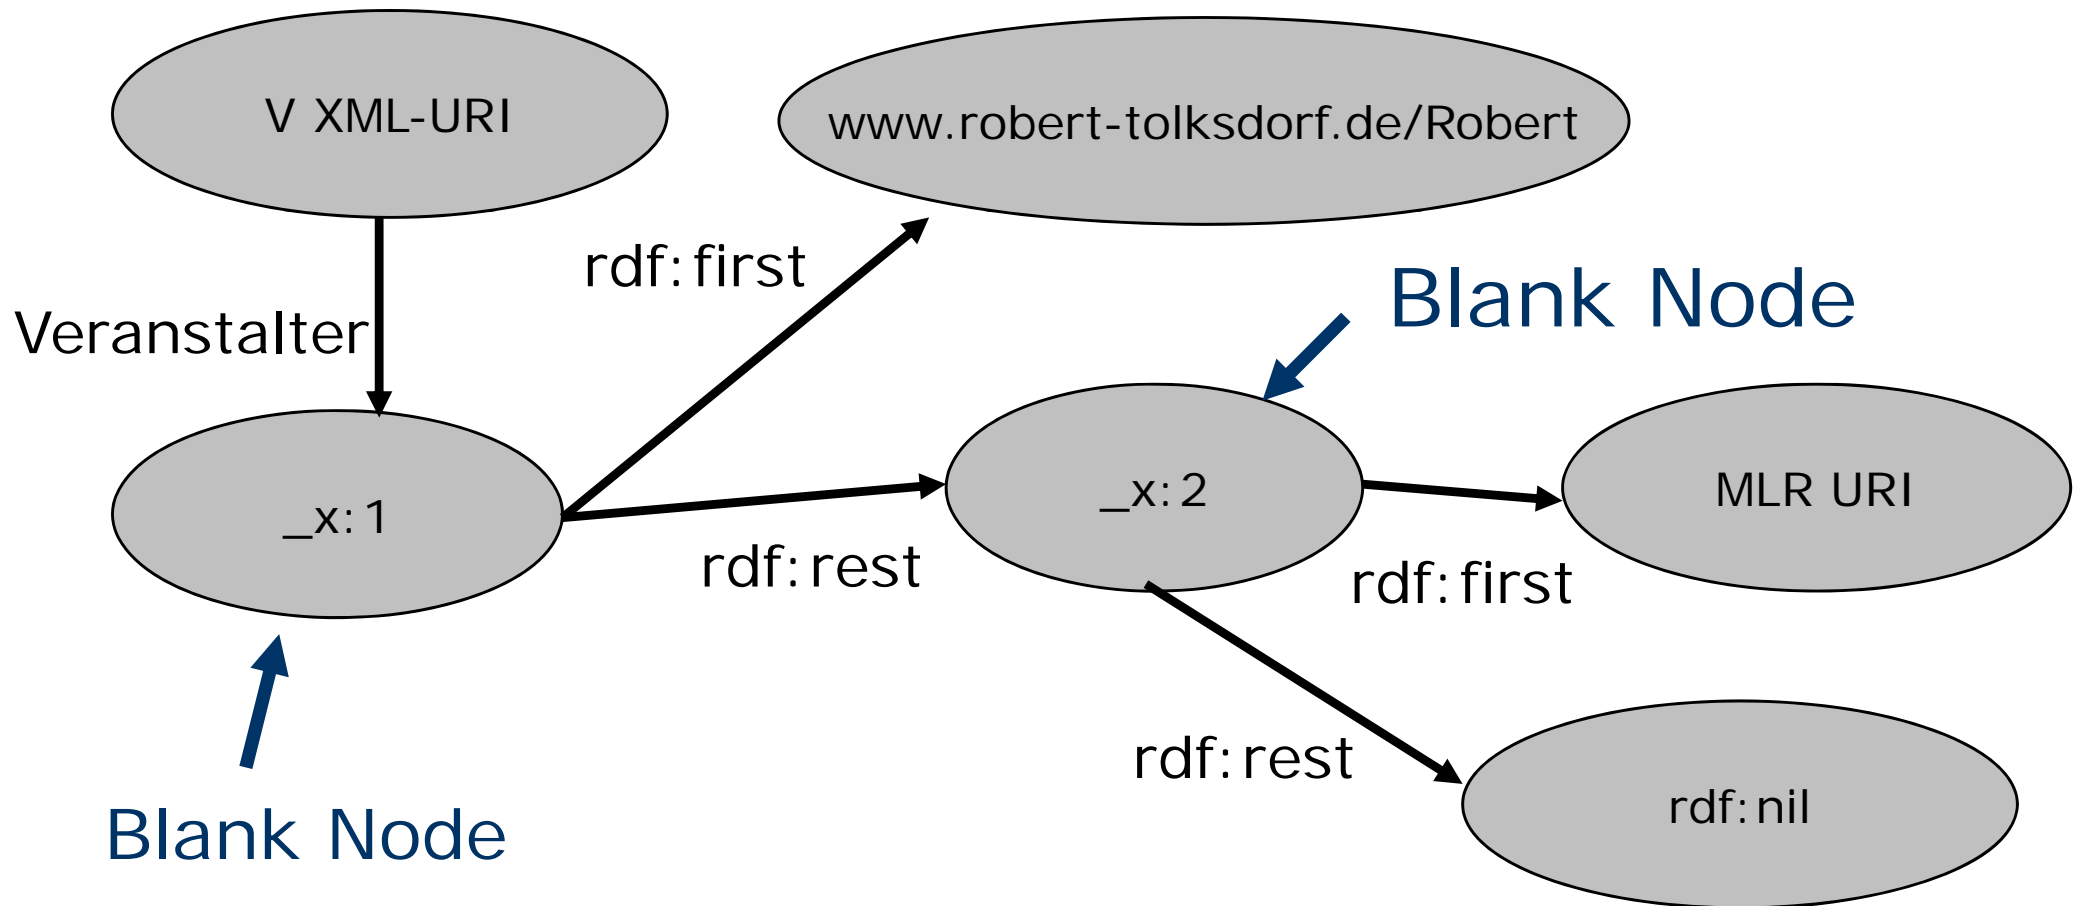 V XML-URI
www.robert-tolksdorf.de/Robert
rdf:first
Blank Node
Veranstalter
_x:1
_x:2
MLR URI
rdf:rest
rdf:first
rdf:rest
rdf:nil
Blank Node